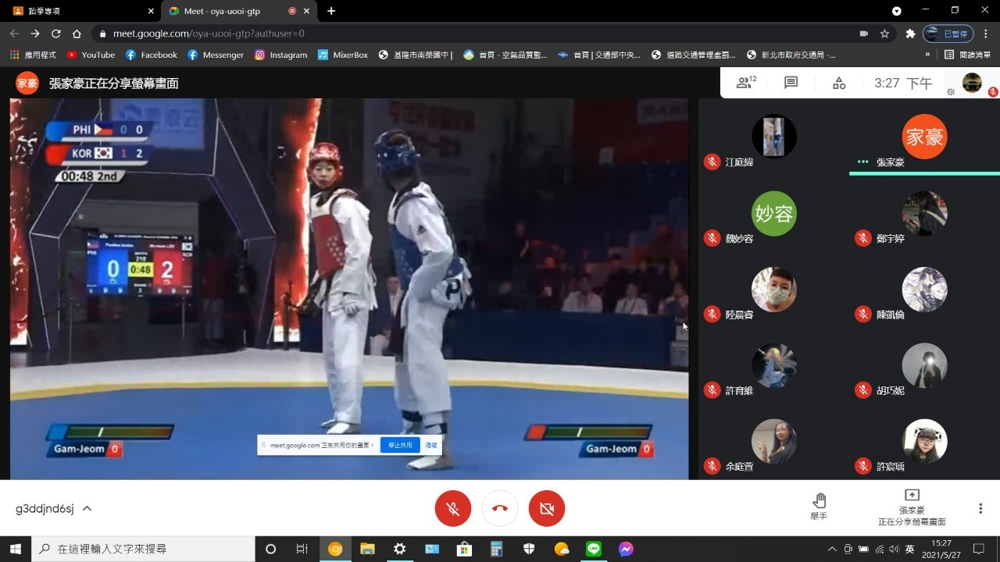 跆拳專項
Meet - oya-uooi-gtp
meet.google.com/oya-uooi-gtp?authuser=0
已暫停
應用程式
YouTube
Facebook
Messenger
Instagram
MixerBox
基隆市南榮國中 |
首頁 - 空氣品質監...
首頁 | 交通部中央...
道路交通管理處罰...
新北市政府交通局 -...
»
閱讀清單
家豪
張家豪正在分享螢幕畫面
12
3:27 下午
你
PHI 0 0
KOR 1 2
00:48 2nd
PHI
KOR
MATCH
210
0 0:48 2
2
江庭緯
家豪
張家豪
妙容
魏妙容
鄭宇婷
陸晨睿
陳凱倫
許育維
胡巧妮
余庭萱
Gam-Jeom 0
Gam-Jeom 0
meet.google.com 正在共用你的畫面。
停止共用
隱藏
g3ddjnd6sj
舉手
張家豪
正在分享螢幕畫面
在這裡輸入文字來搜尋
LINE
英
15:27
2021/5/27